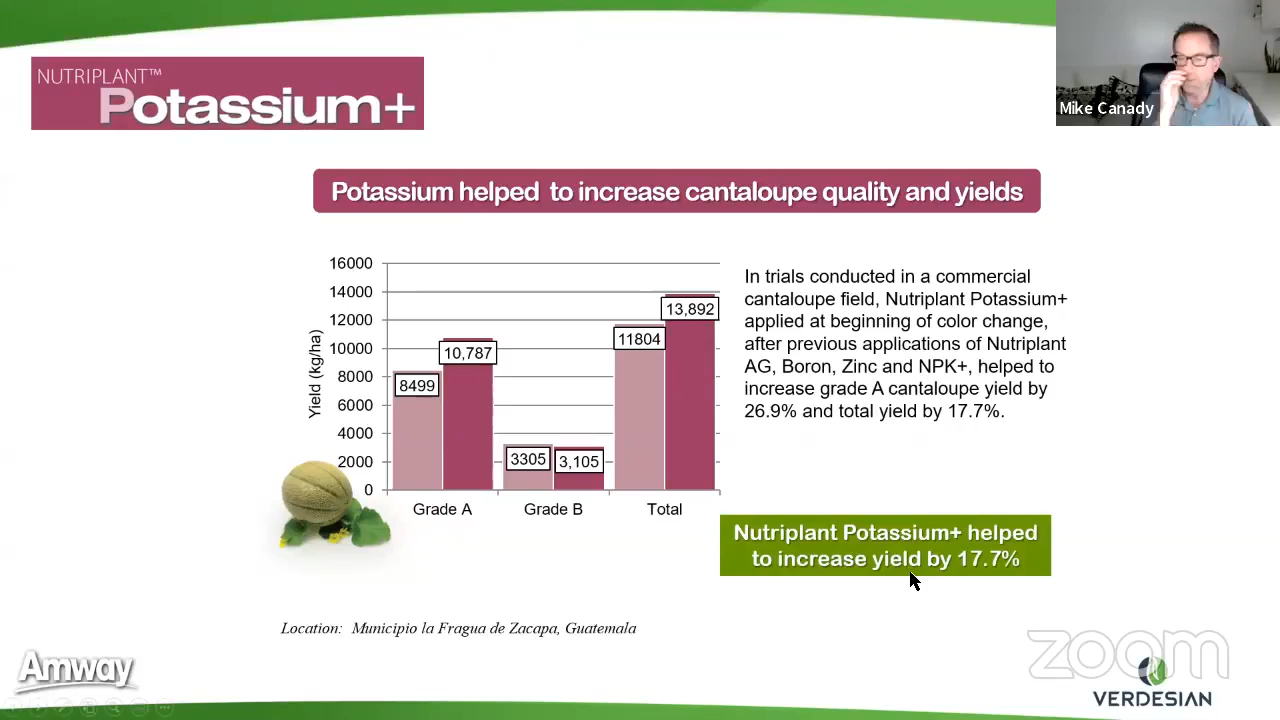 NUTRIPLANT™
Potassium+
Mike Canady
Potassium helped to increase cantaloupe quality and yields
16000
14000
12000
10000
8000
6000
4000
2000
0
Yield (kg/ha)
8499
10,787
3305
3,105
11804
13,892
Grade A
Grade B
Total
In trials conducted in a commercial
cantaloupe field, Nutriplant Potassium+
applied at beginning of color change,
after previous applications of Nutriplant
AG, Boron, Zinc and NPK+, helped to
increase grade A cantaloupe yield by
26.9% and total yield by 17.7%.
Nutriplant Potassium+ helped
to increase yield by 17.7%
Location: Municipio la Fragua de Zacapa, Guatemala
Amway
zoom
VERDESIAN